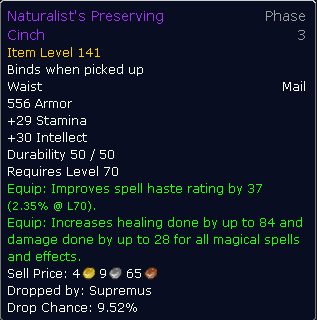 Naturalist's Preserving Phase
Cinch 3
Item Level 141
Binds when picked up
Waist Mail
556 Armor
+29 Stamina
+30 Intellect
Durability 50 / 50
Requires Level 70
Equip: Improves spell haste rating by 37
(2.35% @ L70).
Equip: Increases healing done by up to 84 and
damage done by up to 28 for all magical spells
and effects.
Sell Price: 4 9 65
Dropped by: Supremus
Drop Chance: 9.52%